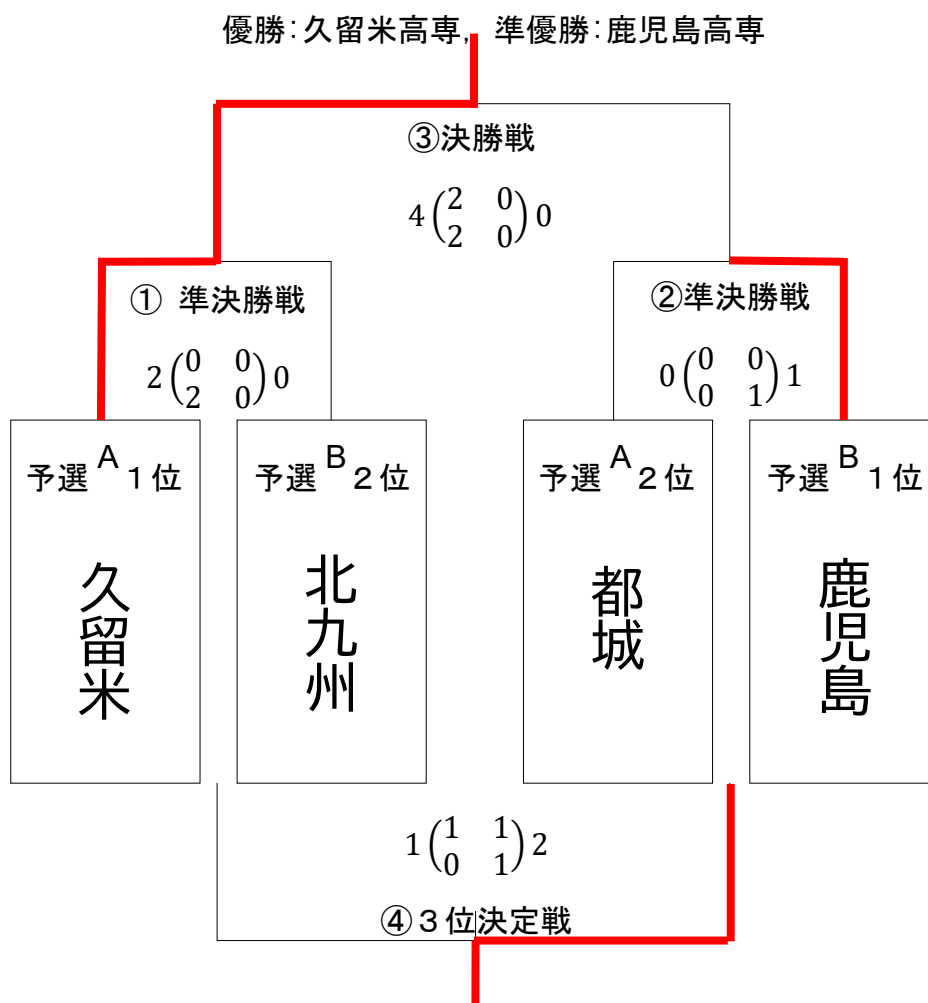 優勝：久留米高専， 準優勝：鹿児島高専
③決勝戦
4 (2 0
2 0) 0
① 準決勝戦
2 (0 0
2 0) 0
②準決勝戦
0 (0 0
0 1) 1
予選 A 1位
久留米
予選 B 2位
北九州
予選 A 2位
都城
予選 B 1位
鹿児島
1 (1 1
0 1) 2
④３位決定戦